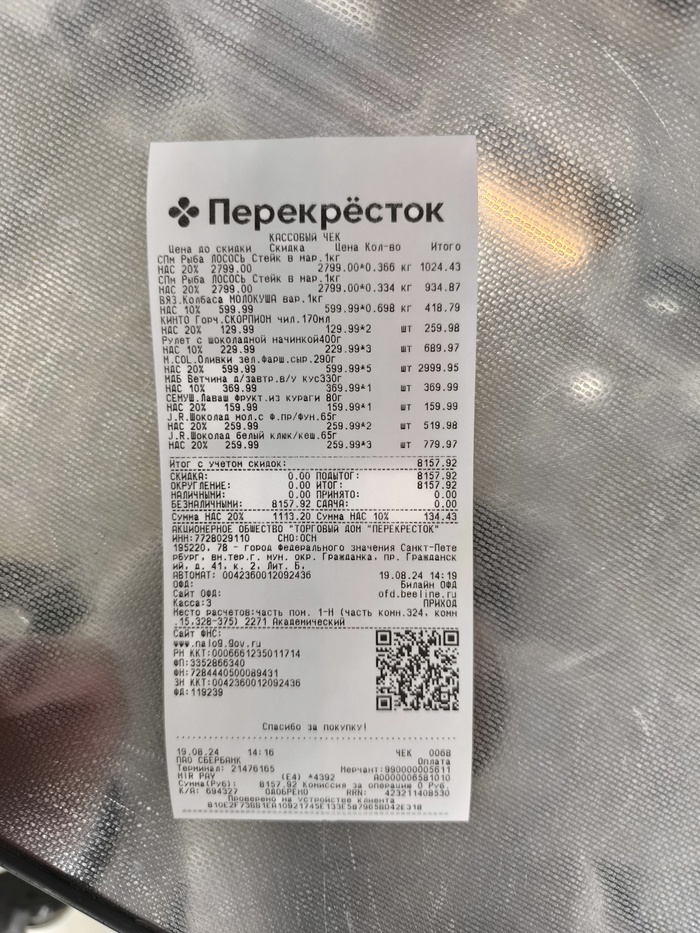 Перекрёсток
КАССОВЫЙ ЧЕК
Цена до скидки Скидка Цена Кол-во Итого
СПм Рыба ЛОСОСЬ Стейк в мар.1кг
НДС 20% 2799.00 2799.00*0.366 кг 1024.43
СПм Рыба ЛОСОСЬ Стейк в мар.1кг
НДС 20% 2799.00 2799.00*0.334 кг 934.87
ВЯЗ.Колбаса МОЛОКУША вар.1кг
НДС 10% 599.99 599.99*0.698 кг 418.79
КИНТО Горч.СКОРПИОН чил.170мл
НДС 20% 129.99 129.99*2 шт 259.98
Рулет с шоколадной начинкой400г
НДС 10% 229.99 229.99*3 шт 689.97
M.COL.Оливки зел.фарш.сыр.290г
НДС 20% 599.99 599.99*5 шт 2999.95
МДБ Ветчина д/завтр.в/у кус330г
НДС 10% 369.99 369.99*1 шт 369.99
СЕМУШ.Лаваш ФРУКТ.из кураги 80г
НДС 20% 159.99 159.99*1 шт 159.99
J.R.Шоколад мол.с ф.пр/фун.65г
НДС 20% 259.99 259.99*2 шт 519.98
J.R.Шоколад белый клюк/кеш.65г
НДС 20% 259.99 259.99*3 шт 779.97
Итог с учетом скидок: 8157.92
СКИДКА: 0.00 ПОДЫТОГ: 8157.92
ОКРУГЛЕНИЕ: 0.00 ИТОГ: 8157.92
НАЛИЧНЫМИ: 0.00 ПРИНЯТО: 0.00
БЕЗНАЛИЧНЫМИ: 8157.92 СДАЧА: 0.00
Сумма НДС 20% 1113.20 Сумма НДС 10% 134.43
АКЦИОНЕРНОЕ ОБЩЕСТВО "ТОРГОВЫЙ ДОМ "ПЕРЕКРЕСТОК"
ИНН:7728029110 СНО:ОСН
195220, 78 - город Федерального значения Санкт-Пете
рбург, вн.тер.г. мун. окр. Гражданка, пр. Граждански
й, д. 41, к. 2, Лит. Б,
АВТОМАТ: 0042360012092436 19.08.24 14:19
ОФД: Билайн ОФД
Сайт ОФД: ofd.beeline.ru
Касса:3 ПРИХОД
Место расчетов:часть пом. 1-Н (часть комн.324, комн
.15,328-375) 2271 Академический
Сайт ФНС:
www.nalog.gov.ru
РН ККТ:0006661235011714
ФП:3352866340
ФН:7284440500089431
ЗН ККТ:0042360012092436
ФД:119239
Спасибо за покупку!
19.08.24 14:16 ЧЕК 0068
ПАО СБЕРБАНК Оплата
Терминал: 21476165 Мерчант:990000005611
MIR PAY (E4) *4392 A0000006581010
Сумма(Руб): 8157.92 Комиссия за операцию 0 Руб.
К/А: 694327 ОДОБРЕНО RRN: 423211408530
Проверено на устройстве клиента